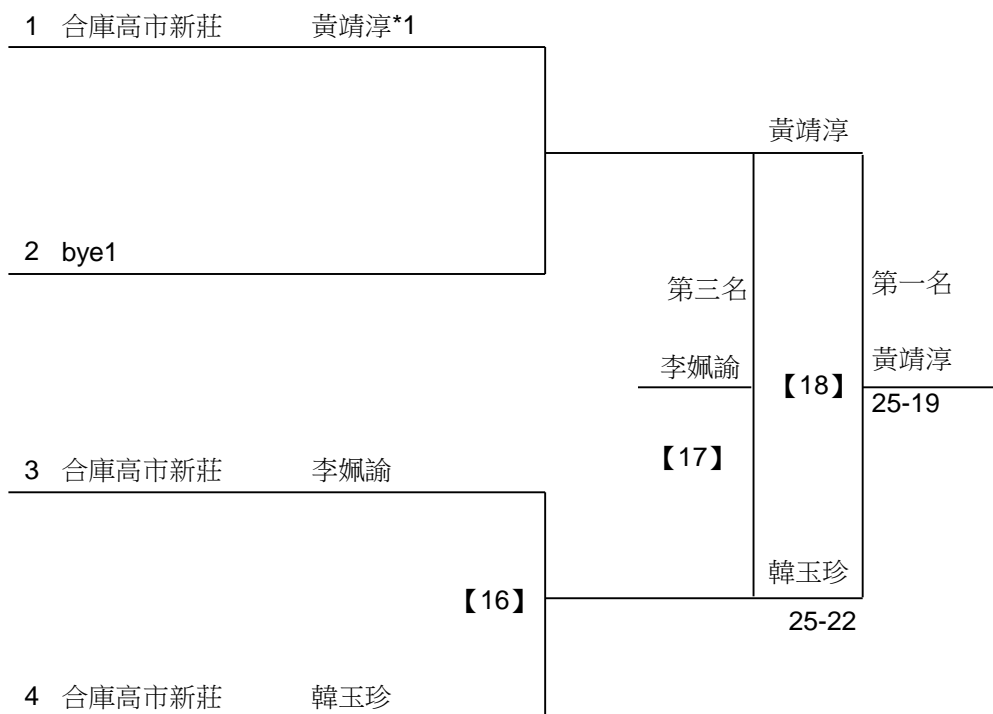 1 合庫高市新莊 黃靖淳*1
黃靖淳
2 bye1
第三名
第一名
李姵諭
【18】
黃靖淳
25-19
3 合庫高市新莊 李姵諭
【17】
韓玉珍
【16】
25-22
4 合庫高市新莊 韓玉珍